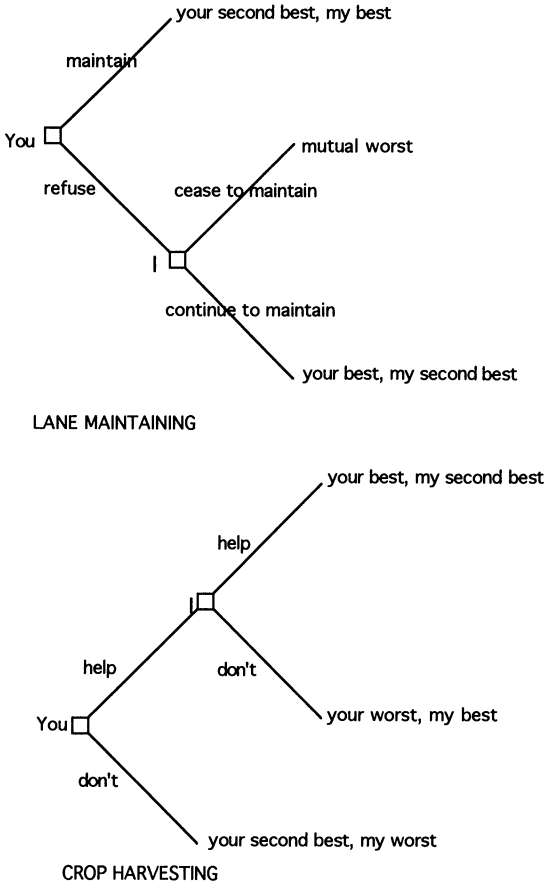 your second best, my best
maintain
You
mutual worst
refuse
cease to maintain
I
continue to maintain
your best, my second best
LANE MAINTAINING
your best, my second best
help
I
help
don't
your worst, my best
You
don't
your second best, my worst
CROP HARVESTING